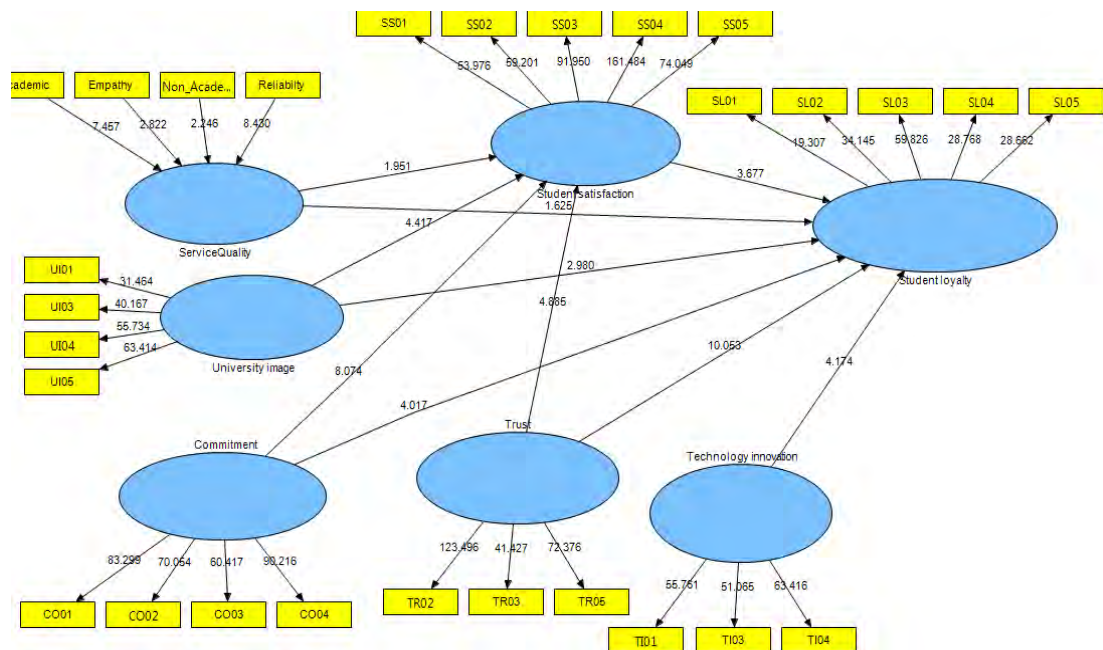 SS01
SS02
SS03
SS04
SS05
53.976
59.201
91.950
161.484
74.049
cademic
Empathy
Non_Acade...
Reliablity
7.457
2.822
2.246
8.430
SL01
SL02
SL03
SL04
SL05
19.307
34.145
59.826
28.768
28.662
1.951
Student satisfaction
3.677
1.625
ServiceQuality
4.417
2.980
Student loyalty
UI01
UI03
UI04
UI05
31.464
40.167
55.734
63.414
University image
4.885
8.074
10.053
4.174
4.017
Commitment
Trust
Technology innovation
83.299
70.054
60.417
90.216
CO01
CO02
CO03
CO04
123.496
41.427
72.376
TR02
TR03
TR05
55.761
51.065
63.416
TI01
TI03
TI04